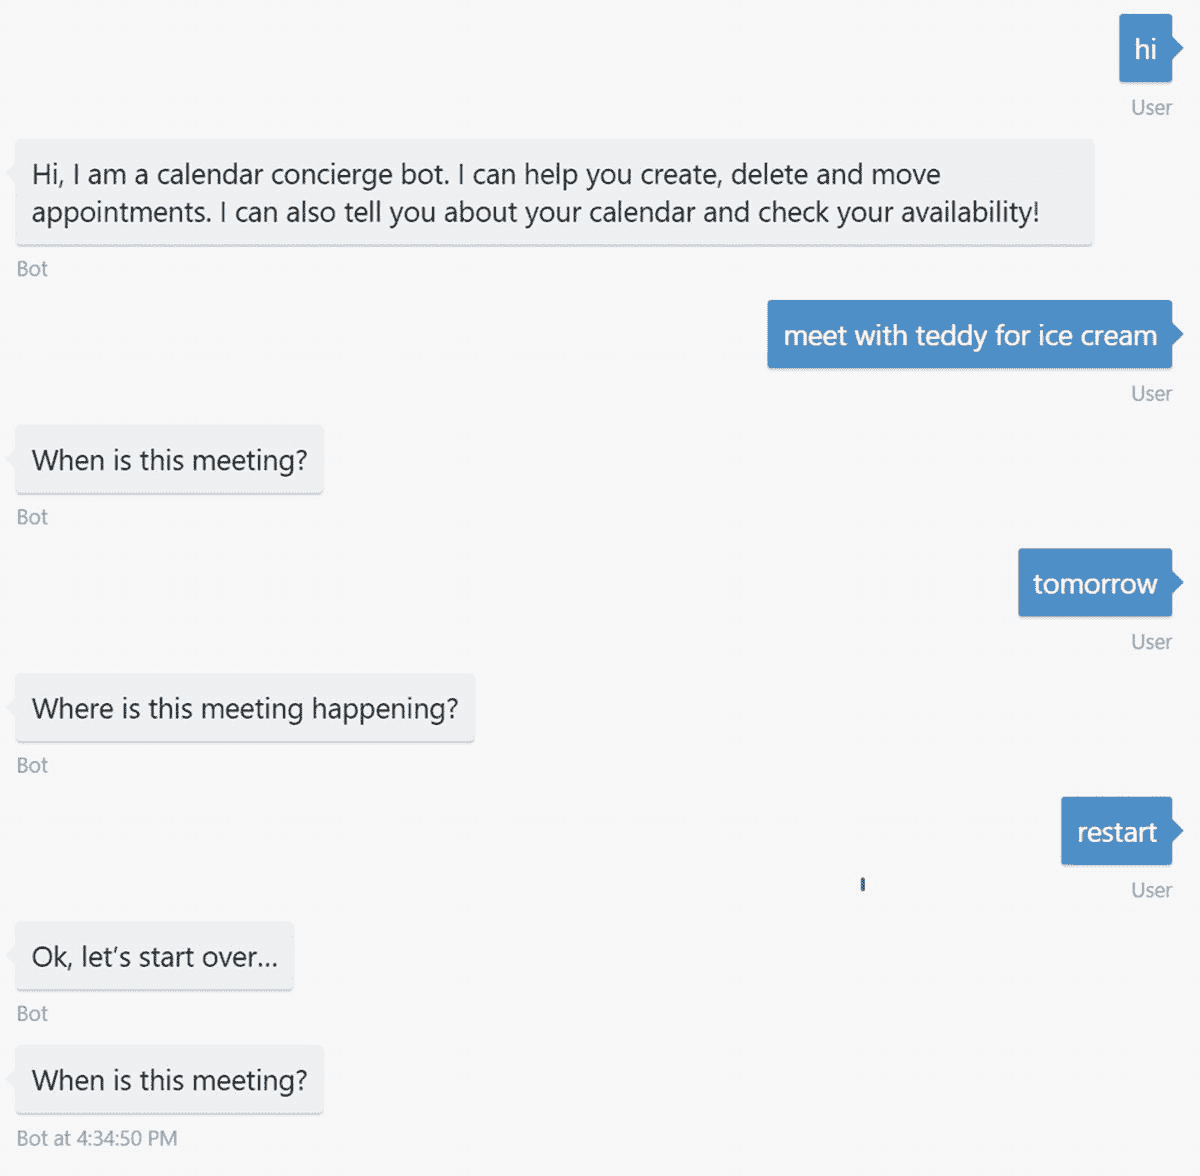 hi
User
Hi, I am a calendar concierge bot. I can help you create, delete and move
appointments. I can also tell you about your calendar and check your availability!
Bot
meet with teddy for ice cream
User
When is this meeting?
Bot
tomorrow
User
Where is this meeting happening?
Bot
restart
User
Ok, let’s start over...
Bot
When is this meeting?
Bot at 4:34:50 PM